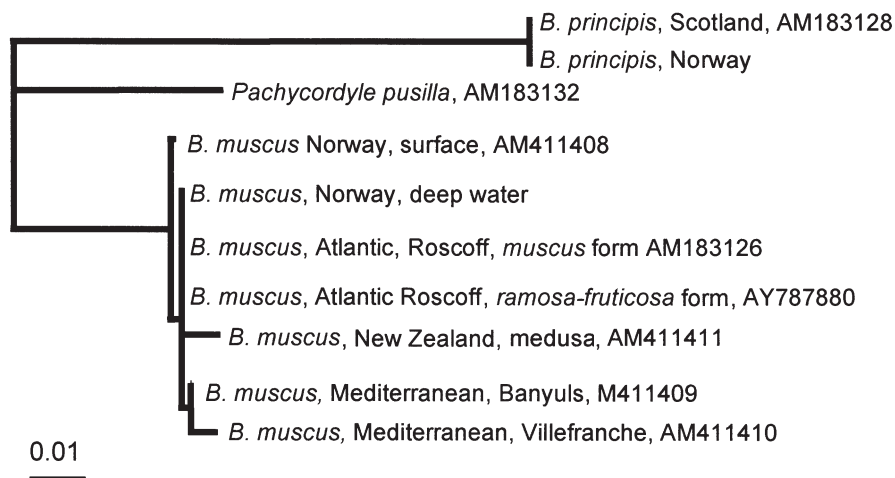 B. principis, Scotland, AM183128
B. principis, Norway
Pachycordyle pusilla, AM183132
B. muscus Norway, surface, AM411408
B. muscus, Norway, deep water
B. muscus, Atlantic, Roscoff, muscus form AM183126
B. muscus, Atlantic Roscoff, ramosa-fruticosa form, AY787880
B. muscus, New Zealand, medusa, AM411411
B. muscus, Mediterranean, Banyuls, M411409
B. muscus, Mediterranean, Villefranche, AM411410
0.01